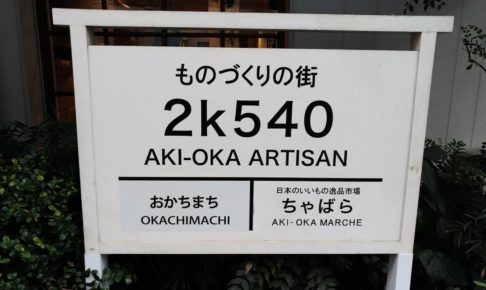 ものづくりの街
2k540
AKI-OKA ARTISAN
おかちまち
OKACHIMACHI
日本のいいもの逸品市場
ちゃばら
AKI-OKA MARCHE